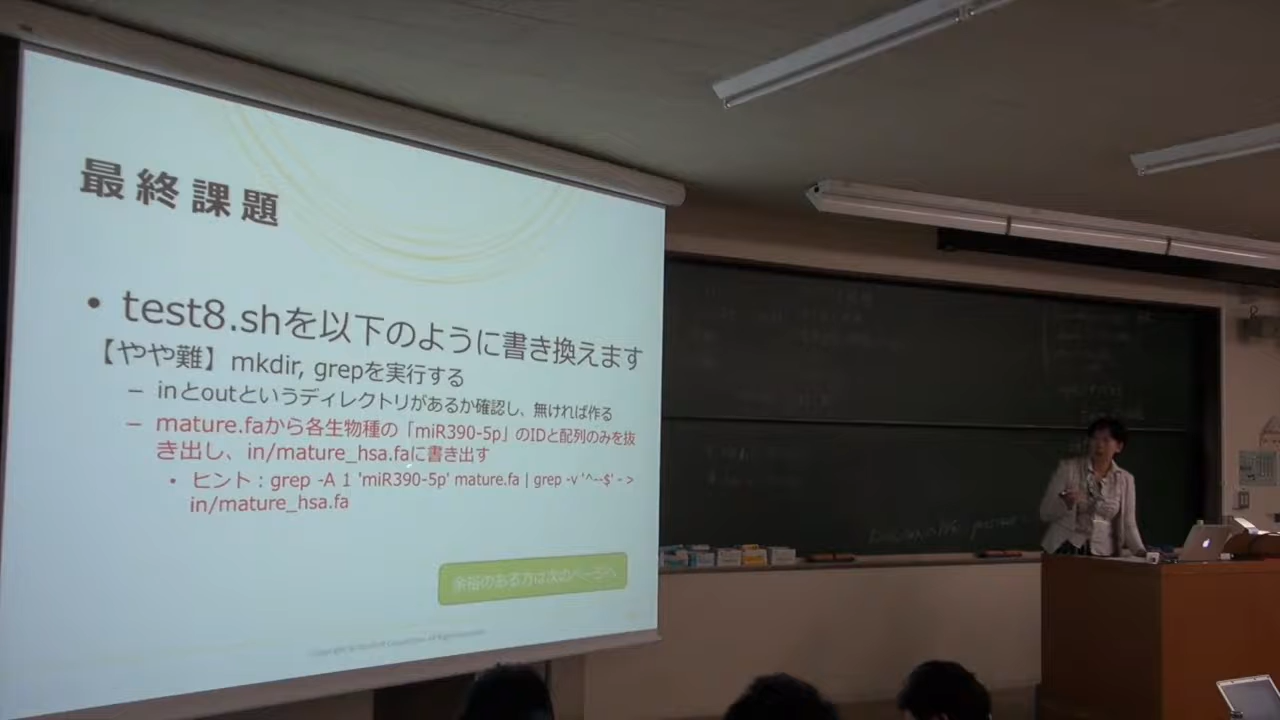 最終課題
• test8.shを以下のように書き換えます
【やや難】mkdir, grepを実行する
– inとoutというディレクトリがあるか確認し、無ければ作る
– mature.faから各生物種の「miR390-5p」のIDと配列のみを抜
き出し、in/mature_hsa.faに書き出す
• ヒント：grep -A 1 'miR390-5p' mature.fa | grep -v '^--$' - >
in/mature_hsa.fa
余裕のある方は次のページへ